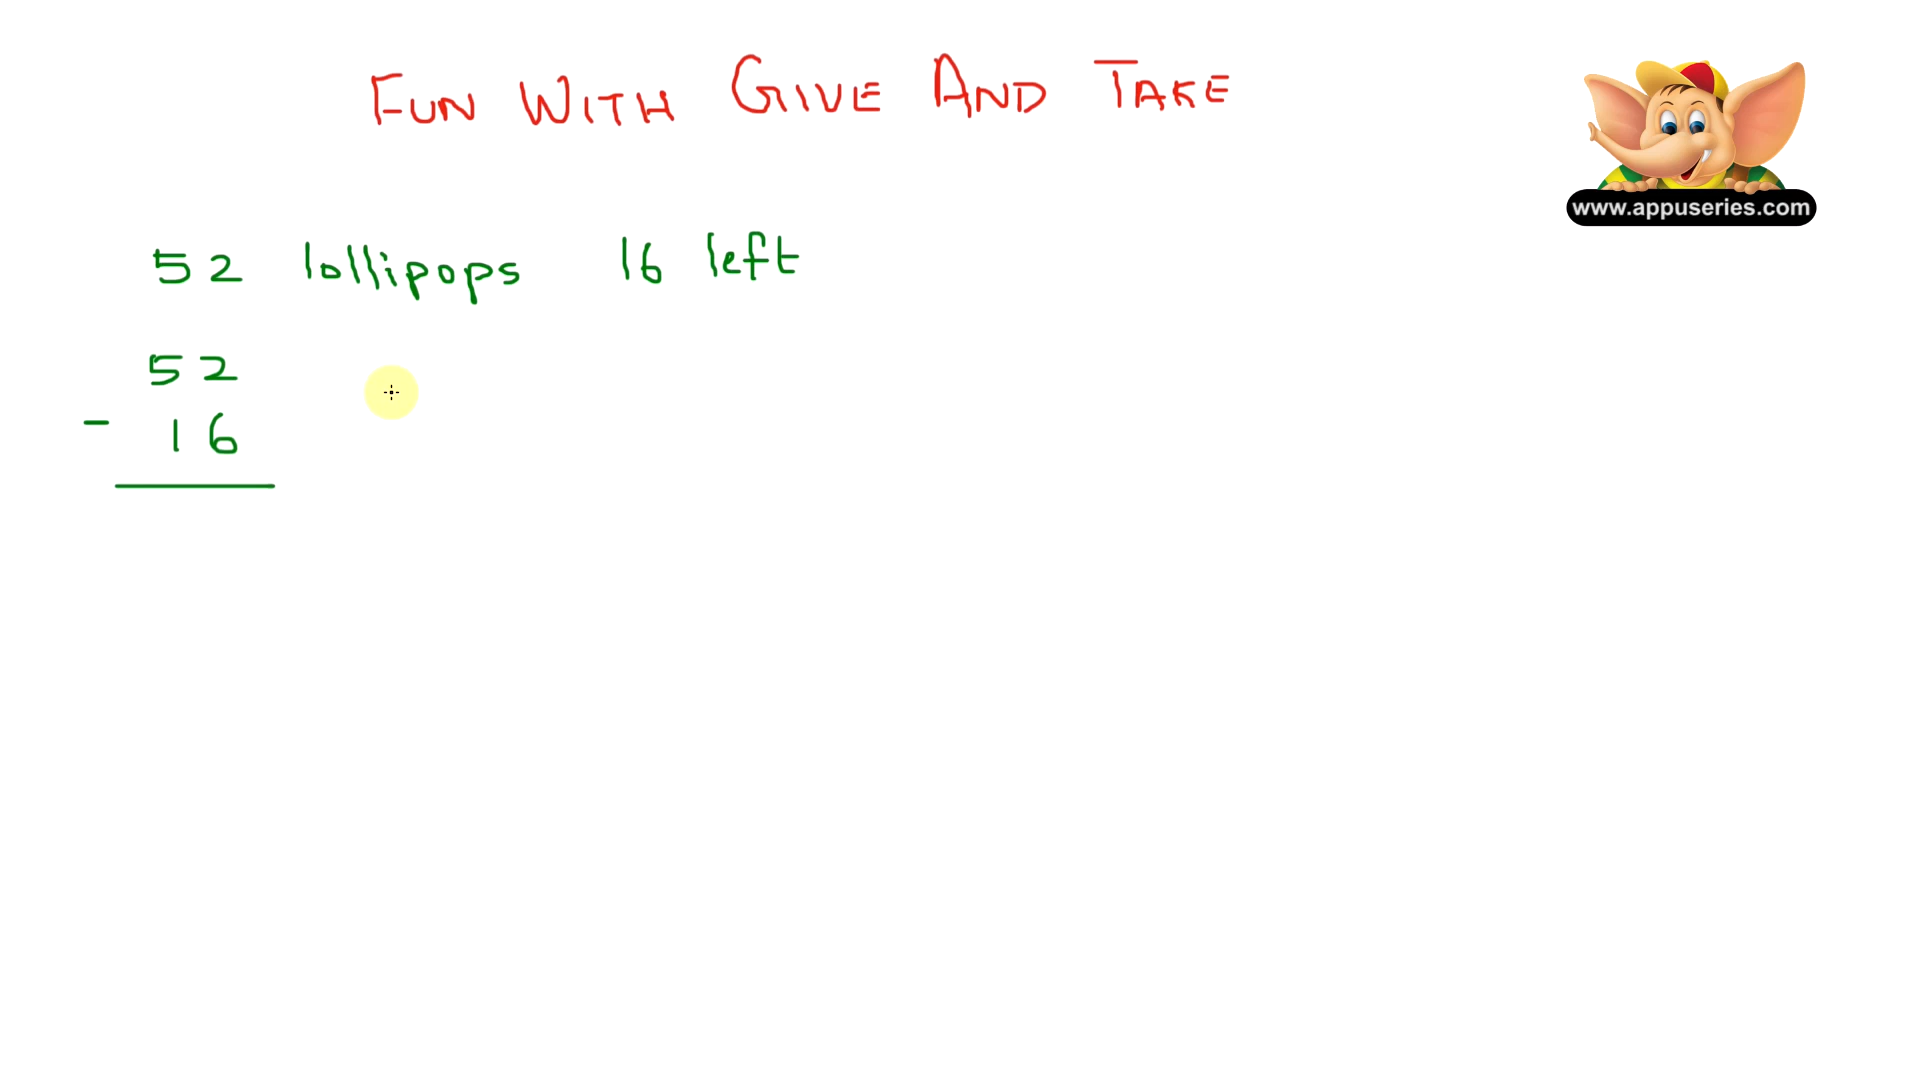 FUN WITH GIVE AND TAKE
www.appuseries.com
52 lollipops 16 left
52
- 16